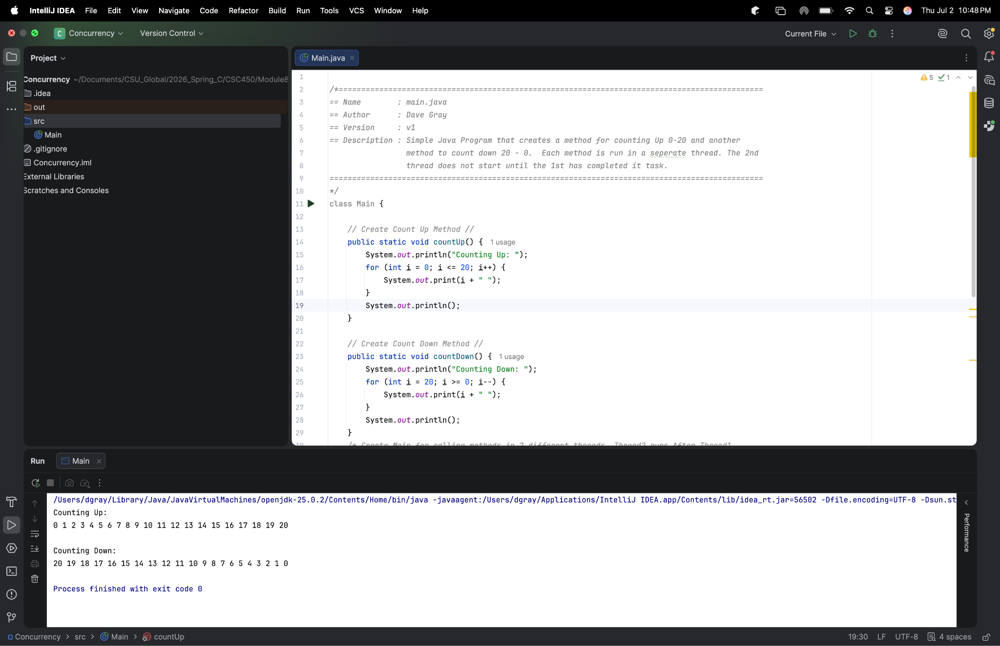 IntelliJ IDEA File Edit View Navigate Code Refactor Build Run Tools VCS Window Help Thu Jul 2 10:48 PM
C Concurrency Version Control Current File
Project
Concurrency ~/Documents/CSU_Global/2026_Spring_C/CSC450/Module8
.idea
out
src
Main
.gitignore
Concurrency.iml
External Libraries
Scratches and Consoles
Main.java
5 1
1
2 /*==============================================================================================
3 == Name : main.java
4 == Author : Dave Gray
5 == Version : v1
6 == Description : Simple Java Program that creates a method for counting Up 0-20 and another
7 method to count down 20 - 0. Each method is run in a seperate thread. The 2nd
8 thread does not start until the 1st has completed it task.
9 ================================================================================================
10 */
11 class Main {
12
13 // Create Count Up Method //
14 public static void countUp() { 1 usage
15 System.out.println("Counting Up: ");
16 for (int i = 0; i <= 20; i++) {
17 System.out.print(i + " ");
18 }
19 System.out.println();
20 }
21
22 // Create Count Down Method //
23 public static void countDown() { 1 usage
24 System.out.println("Counting Down: ");
25 for (int i = 20; i >= 0; i--) {
26 System.out.print(i + " ");
27 }
28 System.out.println();
29 }
30 /* Create Main for calling methods in 2 different threads. Thread2 runs After Thread1
Run Main
/Users/dgray/Library/Java/JavaVirtualMachines/openjdk-25.0.2/Contents/Home/bin/java -javaagent:/Users/dgray/Applications/IntelliJ IDEA.app/Contents/lib/idea_rt.jar=56502 -Dfile.encoding=UTF-8 -Dsun.st
Counting Up:
0 1 2 3 4 5 6 7 8 9 10 11 12 13 14 15 16 17 18 19 20
Counting Down:
20 19 18 17 16 15 14 13 12 11 10 9 8 7 6 5 4 3 2 1 0
Process finished with exit code 0
Performance
Concurrency > src > Main > countUp 19:30 LF UTF-8 4 spaces